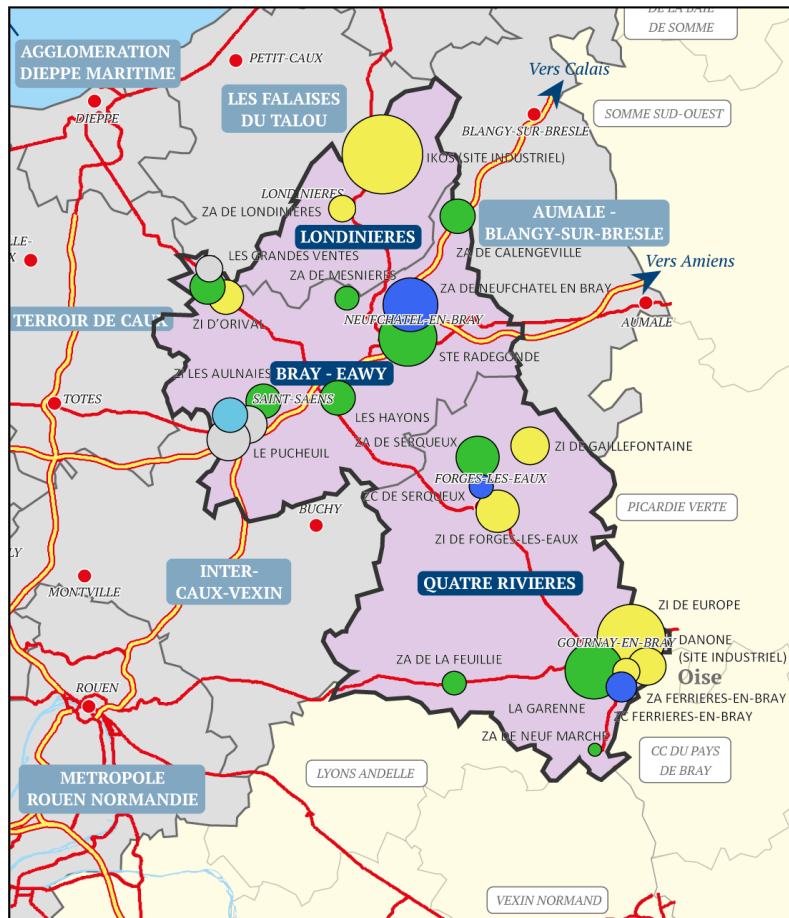 DE LA BAIE
DE SOMME
AGGLOMERATION
DIEPPE MARITIME
PETIT-CAUX
Vers Calais
DIEPPE
LES FALAISES
DU TALOU
SOMME SUD-OUEST
BLANGY-SUR-BRESLE
IKOS (SITE INDUSTRIEL)
LONDINIERES
ZA DE LONDINIERES
LONDINIERES
AUMALE -
BLANGY-SUR-BRESLE
LLE-
X
LES GRANDES VENTES
ZA DE CALENGEVILLE
Vers Amiens
ZA DE MESNIERES
ZA DE NEUFCHATEL EN BRAY
AUMALE
TERROIR DE CAUX
ZI D'ORIVAL
NEUFCHATEL-EN-BRAY
STE RADEGONDE
ZI LES AULNAIES
BRAY - EAWY
TOTES
SAINT-SAENS
LES HAYONS
ZA DE SERQUEUX
ZI DE GAILLEFONTAINE
LE PUCHEUIL
FORGES-LES-EAUX
ZC DE SERQUEUX
PICARDIE VERTE
BUCHY
ZI DE FORGES-LES-EAUX
LY
INTER-
CAUX-VEXIN
MONTVILLE
QUATRE RIVIERES
ZI DE EUROPE
GOURNAY-EN-BRAY
DANONE
(SITE INDUSTRIEL)
ZA DE LA FEUILLIE
Oise
ROUEN
ZA FERRIERES-EN-BRAY
LA GARENNE
ZC FERRIERES-EN-BRAY
ZA DE NEUF MARCHE
CC DU PAYS
DE BRAY
METROPOLE
ROUEN NORMANDIE
LYONS ANDELLE
VEXIN NORMAND